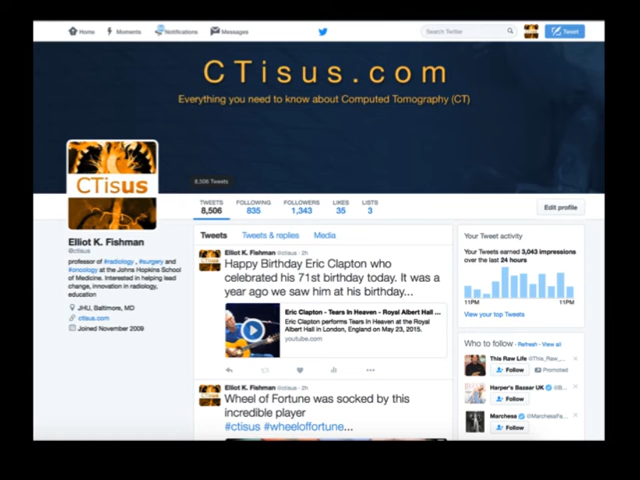 Home Moments Notifications Messages Search Twitter Tweet
CTisus.com
Everything you need to know about Computed Tomography (CT)
CTisus
8,506 Tweets
TWEETS FOLLOWING FOLLOWERS LIKES LISTS
8,506 835 1,343 35 3
Edit profile
Elliot K. Fishman
@ctisus
professor of #radiology , #surgery and
#oncology at the Johns Hopkins School
of Medicine. Interested in helping lead
change, innovation in radiology,
education
JHU, Baltimore, MD
ctisus.com
Joined November 2009
Tweets Tweets & replies Media
Elliot K. Fishman @ctisus · 2h
Happy Birthday Eric Clapton who
celebrated his 71st birthday today. It was a
year ago we saw him at his birthday...
Eric Clapton - Tears In Heaven - Royal Albert Hall ...
Eric Clapton performs Tears In Heaven at the Royal
Albert Hall in London, England on May 23, 2015.
youtube.com
Elliot K. Fishman @ctisus · 2h
Wheel of Fortune was socked by this
incredible player
#ctisus #wheeloffortune...
Your Tweet activity
Your Tweets earned 3,043 impressions
over the last 24 hours
11PM 11PM
View your top Tweets
Who to follow · Refresh · View all
This Raw Life @This_Raw_...
Follow Promoted
Harper's Bazaar UK @B...
Follow
Marchesa @MarchesaFa...
Follow